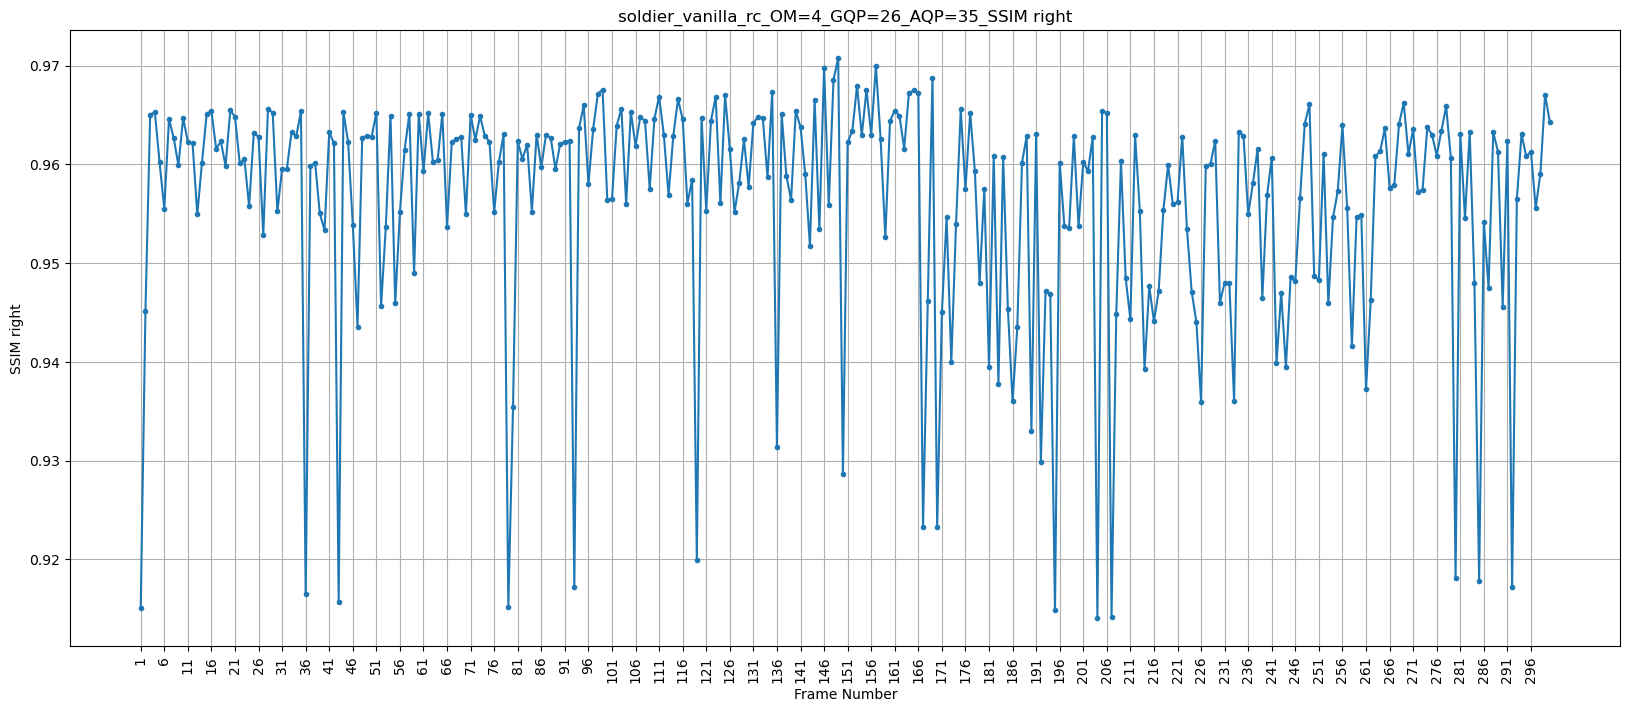 soldier_vanilla_rc_OM=4_GQP=26_AQP=35_SSIM right
SSIM right
0.97
0.96
0.95
0.94
0.93
0.92
1 6 11 16 21 26 31 36 41 46 51 56 61 66 71 76 81 86 91 96 101 106 111 116 121 126 131 136 141 146 151 156 161 166 171 176 181 186 191 196 201 206 211 216 221 226 231 236 241 246 251 256 261 266 271 276 281 286 291 296
Frame Number